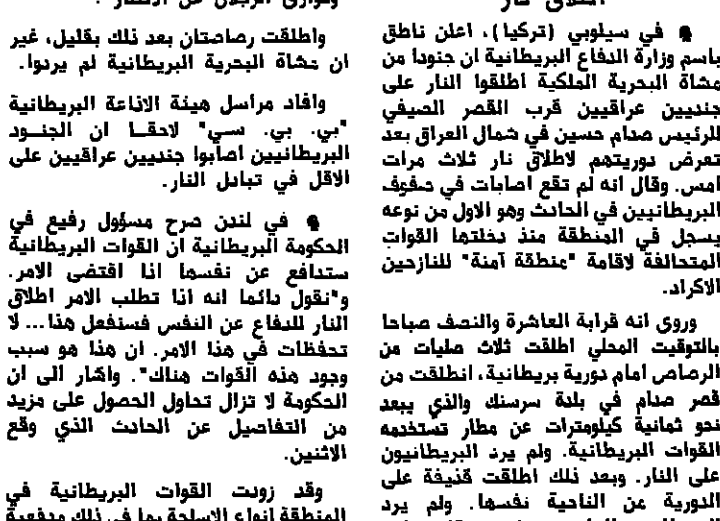 اطلاق نار
في سيلوبي (تركيا)، اعلن ناطق
باسم وزارة الدفاع البريطانية ان جنودا من
مشاة البحرية الملكية اطلقوا النار على
جنديين عراقيين قرب القصر الصيفي
للرئيس صدام حسين في شمال العراق بعد
تعرض دوريتهم لاطلاق نار ثلاث مرات
امس. وقال انه لم تقع اصابات في صفوف
البريطانيين في الحادث وهو الاول من نوعه
يسجل في المنطقة منذ دخلتها القوات
المتحالفة لاقامة "منطقة آمنة" للنازحين
الاكراد.
وروى انه قرابة العاشرة والنصف صباحا
بالتوقيت المحلي اطلقت ثلاث صليات من
الرصاص امام دورية بريطانية، انطلقت من
قصر صدام في بلدة سرسنك والذي يبعد
نحو ثمانية كيلومترات عن مطار تستخدمه
القوات البريطانية. ولم يرد البريطانيون
على النار. وبعد ذلك اطلقت قذيفة على
الدورية من الناحية نفسها. ولم يرد
واطلقت رصاصتان بعد ذلك بقليل، غير
ان مشاة البحرية البريطانية لم يردوا.
وافاد مراسل هيئة الاذاعة البريطانية
"بي. بي. سي" لاحقا ان الجنود
البريطانيين اصابوا جنديين عراقيين على
الاقل في تبادل النار.
في لندن صرح مسؤول رفيع في
الحكومة البريطانية ان القوات البريطانية
ستدافع عن نفسها اذا اقتضى الامر.
و"نقول دائما انه اذا تطلب الامر اطلاق
النار للدفاع عن النفس فسنفعل هذا... لا
تحفظات في هذا الامر. ان هذا هو سبب
وجود هذه القوات هناك". واشار الى ان
الحكومة لا تزال تحاول الحصول على مزيد
من التفاصيل عن الحادث الذي وقع
الاثنين.
وقد زودت القوات البريطانية في
المنطقة انواع الاسلحة بما في ذلك مدفعية